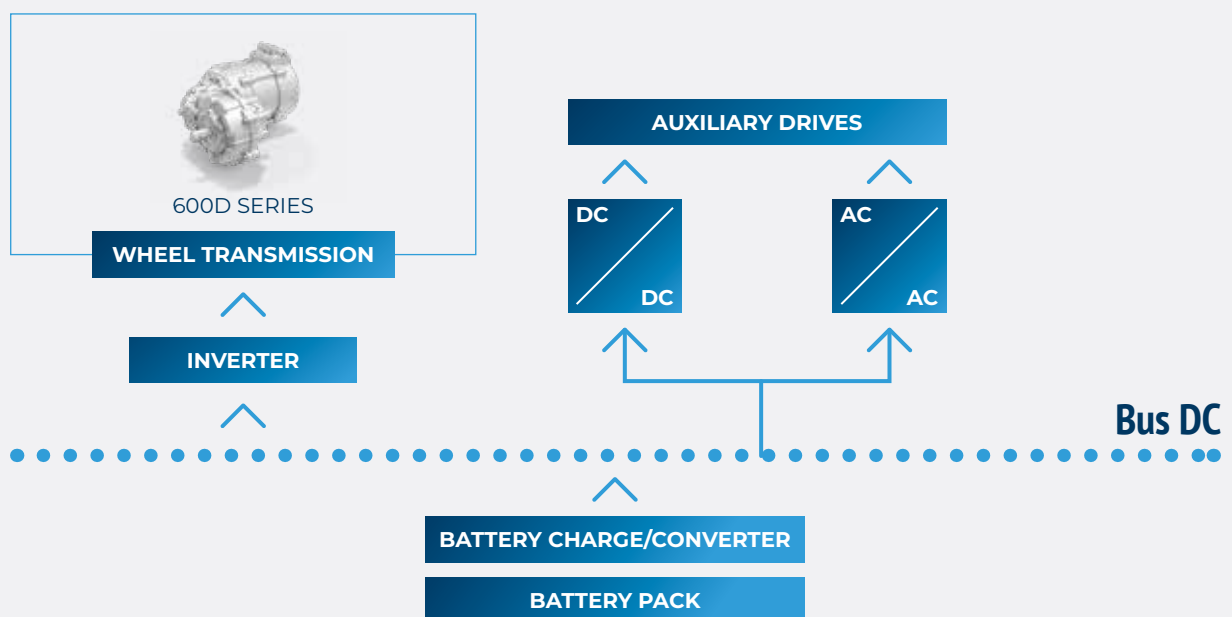 600D SERIES
WHEEL TRANSMISSION
INVERTER
AUXILIARY DRIVES
DC
DC
AC
AC
Bus DC
BATTERY CHARGE/CONVERTER
BATTERY PACK